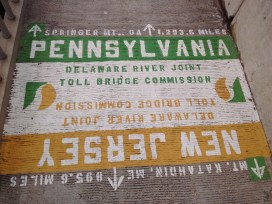 ↑ SPRINGER MT. GA ↑ 1,293.6 MILES
PENNSYLVANIA
DELAWARE RIVER JOINT
TOLL BRIDGE COMMISSION
NEW JERSEY
DELAWARE RIVER JOINT
TOLL BRIDGE COMMISSION
↑ MT. KATAHDIN, ME ↑ 895.6 MILES